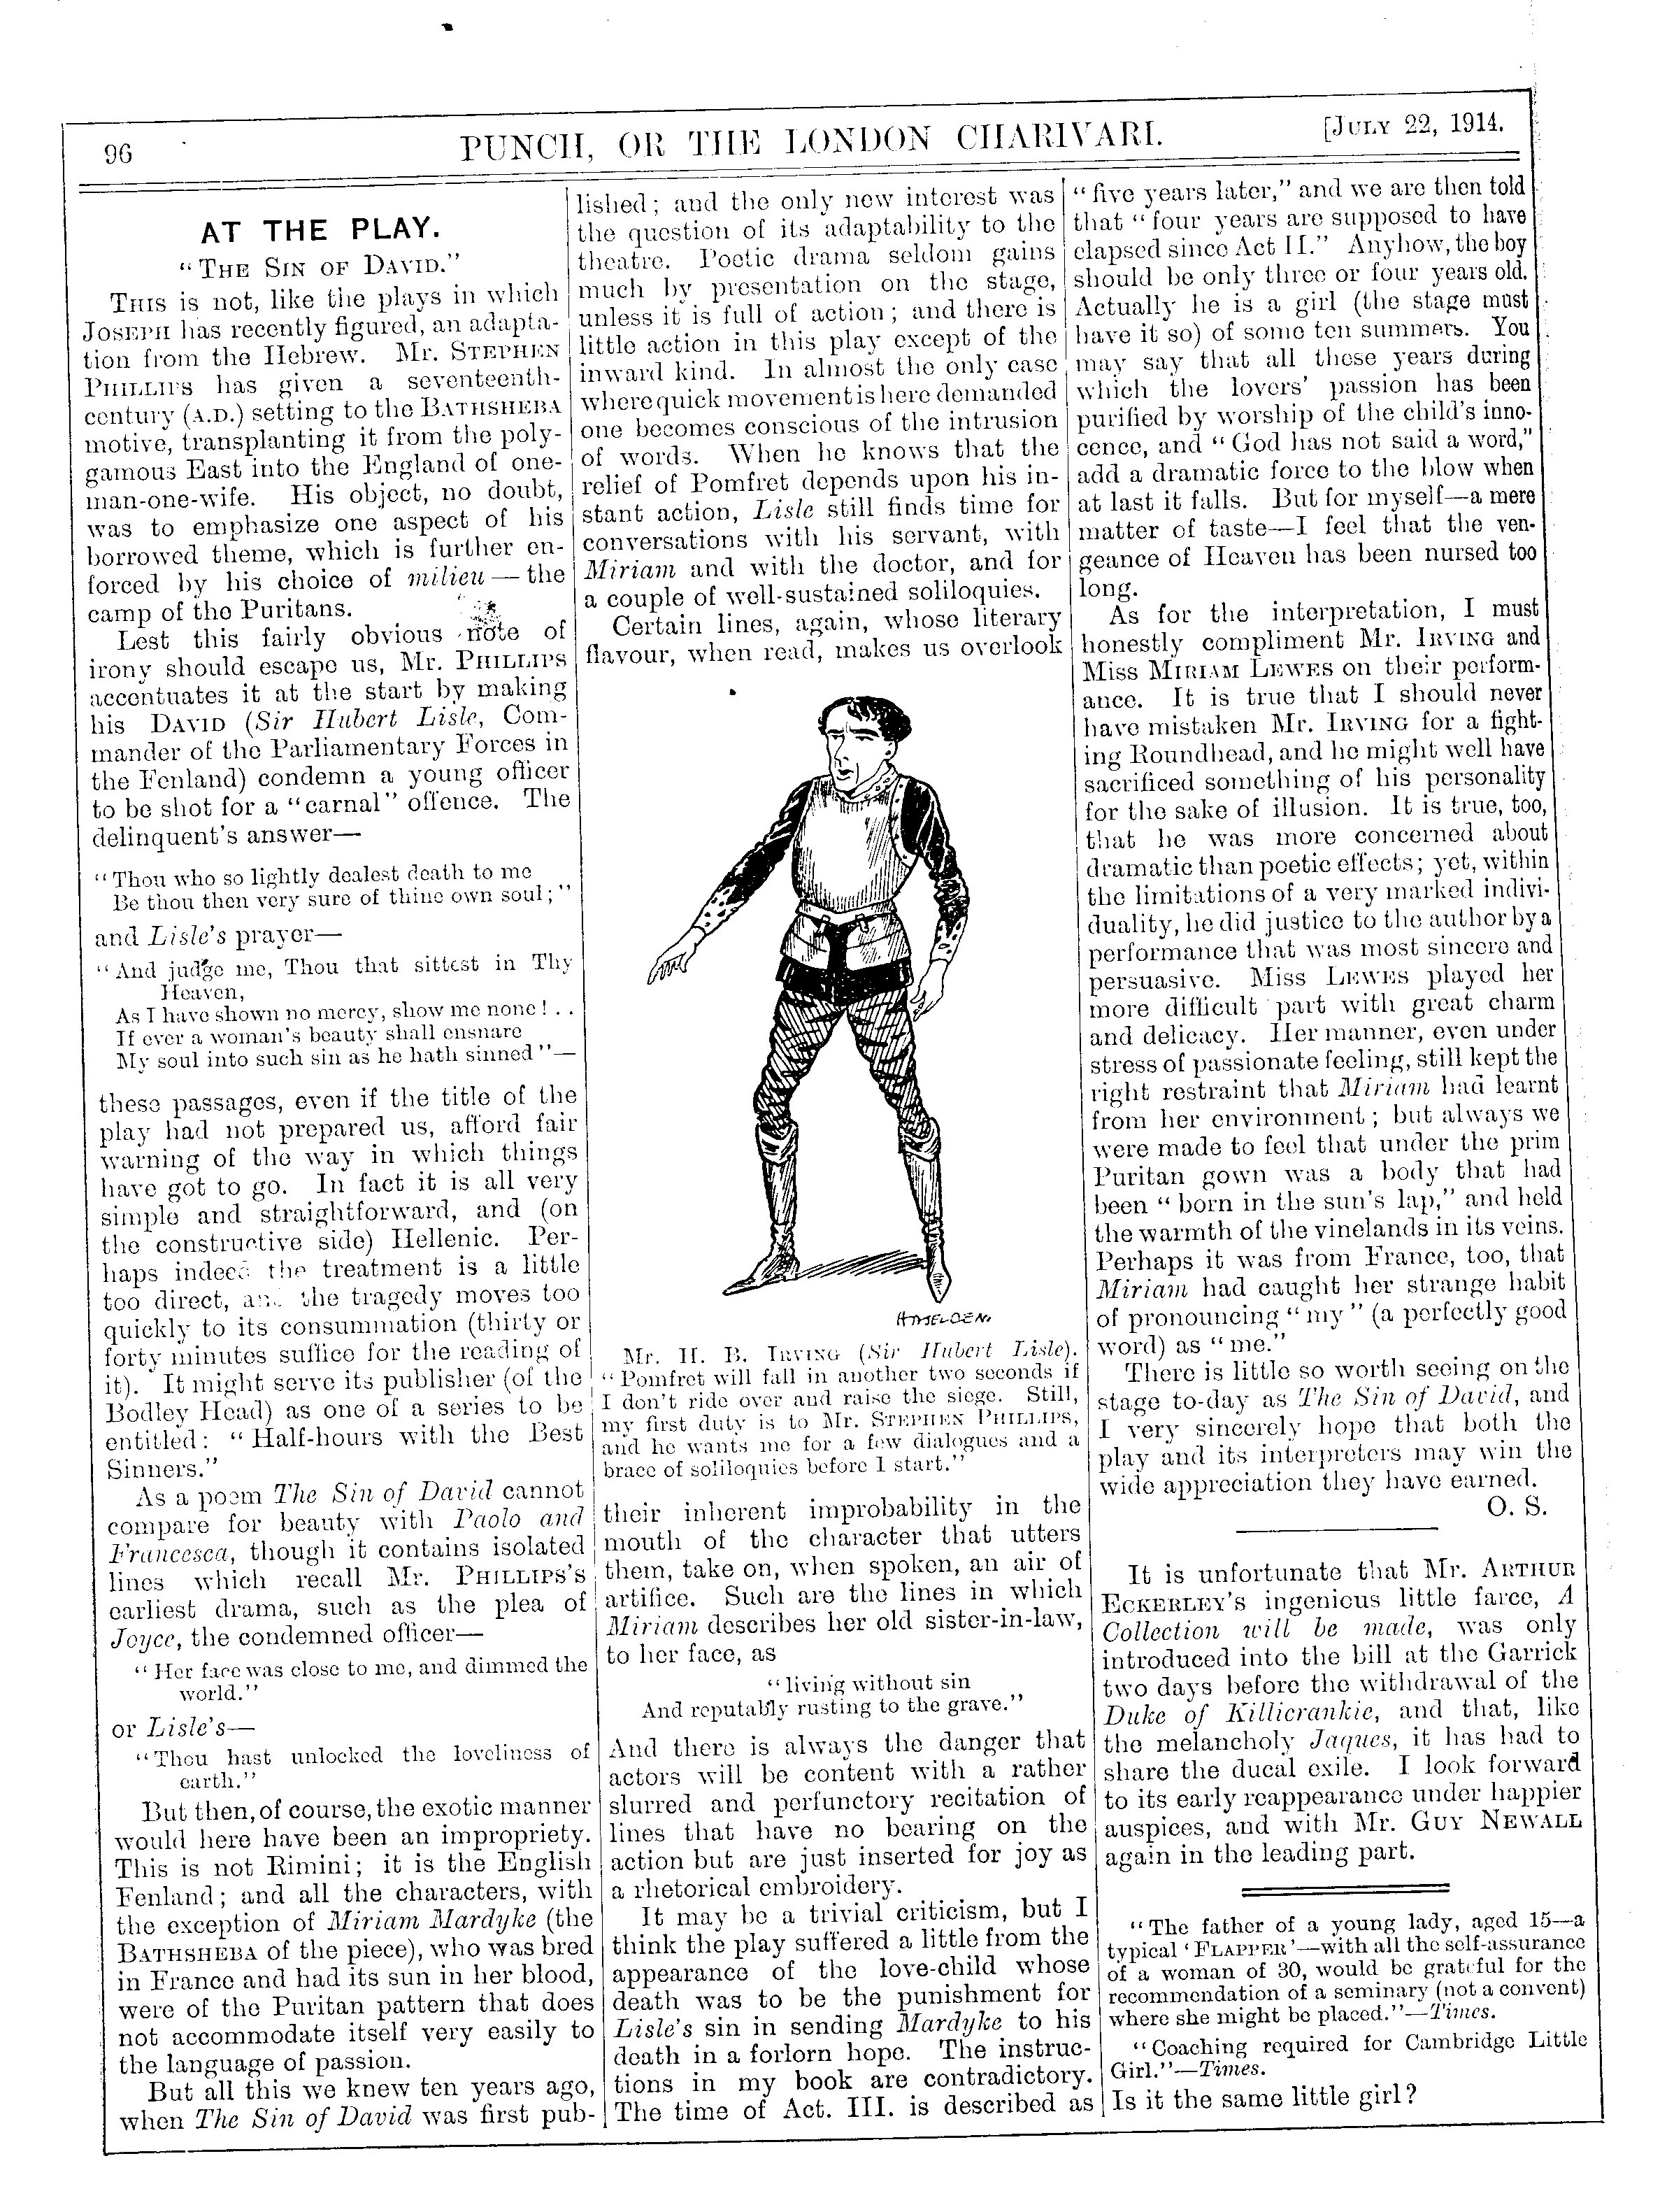 96
PUNCH, OR THE LONDON CHARIVARI.
[JULY 22, 1914.
AT THE PLAY.
"THE SIN OF DAVID."
THIS is not, like the plays in which
JOSEPH has recently figured, an adapta-
tion from the Hebrew. Mr. STEPHEN
PHILLIPS has given a seventeenth-
century (A.D.) setting to the BATHSHEBA
motive, transplanting it from the poly-
gamous East into the England of one-
man-one-wife. His object, no doubt,
was to emphasize one aspect of his
borrowed theme, which is further en-
forced by his choice of milieu—the
camp of the Puritans.
Lest this fairly obvious note of
irony should escape us, Mr. PHILLIPS
accentuates it at the start by making
his DAVID (Sir Hubert Lisle, Com-
mander of the Parliamentary Forces in
the Fenland) condemn a young officer
to be shot for a "carnal" offence. The
delinquent's answer—
"Thou who so lightly dealest death to me
Be thou then very sure of thine own soul;"
and Lisle's prayer—
"And judge me, Thou that sittest in Thy
Heaven,
As I have shown no mercy, show me none! . .
If ever a woman's beauty shall ensnare
My soul into such sin as he hath sinned"—
these passages, even if the title of the
play had not prepared us, afford fair
warning of the way in which things
have got to go. In fact it is all very
simple and straightforward, and (on
the constructive side) Hellenic. Per-
haps indeed the treatment is a little
too direct, and the tragedy moves too
quickly to its consummation (thirty or
forty minutes suffice for the reading of
it). It might serve its publisher (of the
Bodley Head) as one of a series to be
entitled: "Half-hours with the Best
Sinners."
As a poem The Sin of David cannot
compare for beauty with Paolo and
Francesca, though it contains isolated
lines which recall Mr. PHILLIPS'S
earliest drama, such as the plea of
Joyce, the condemned officer—
"Her face was close to me, and dimmed the
world."
or Lisle's—
"Thou hast unlocked the loveliness of
earth."
But then, of course, the exotic manner
would here have been an impropriety.
This is not Rimini; it is the English
Fenland; and all the characters, with
the exception of Miriam Mardyke (the
BATHSHEBA of the piece), who was bred
in France and had its sun in her blood,
were of the Puritan pattern that does
not accommodate itself very easily to
the language of passion.
But all this we knew ten years ago,
when The Sin of David was first pub-
lished; and the only new interest was
the question of its adaptability to the
theatre. Poetic drama seldom gains
much by presentation on the stage,
unless it is full of action; and there is
little action in this play except of the
inward kind. In almost the only case
where quick movement is here demanded
one becomes conscious of the intrusion
of words. When he knows that the
relief of Pomfret depends upon his in-
stant action, Lisle still finds time for
conversations with his servant, with
Miriam and with the doctor, and for
a couple of well-sustained soliloquies.
Certain lines, again, whose literary
flavour, when read, makes us overlook
HASELDEN.
Mr. H. B. IRVING (Sir Hubert Lisle).
"Pomfret will fall in another two seconds if
I don't ride over and raise the siege. Still,
my first duty is to Mr. STEPHEN PHILLIPS,
and he wants me for a few dialogues and a
brace of soliloquies before I start."
their inherent improbability in the
mouth of the character that utters
them, take on, when spoken, an air of
artifice. Such are the lines in which
Miriam describes her old sister-in-law,
to her face, as
"living without sin
And reputably rusting to the grave."
And there is always the danger that
actors will be content with a rather
slurred and perfunctory recitation of
lines that have no bearing on the
action but are just inserted for joy as
a rhetorical embroidery.
It may be a trivial criticism, but I
think the play suffered a little from the
appearance of the love-child whose
death was to be the punishment for
Lisle's sin in sending Mardyke to his
death in a forlorn hope. The instruc-
tions in my book are contradictory.
The time of Act. III. is described as
"five years later," and we are then told
that "four years are supposed to have
elapsed since Act II." Anyhow, the boy
should be only three or four years old.
Actually he is a girl (the stage must
have it so) of some ten summers. You
may say that all these years during
which the lovers' passion has been
purified by worship of the child's inno-
cence, and "God has not said a word,"
add a dramatic force to the blow when
at last it falls. But for myself—a mere
matter of taste—I feel that the ven-
geance of Heaven has been nursed too
long.
As for the interpretation, I must
honestly compliment Mr. IRVING and
Miss MIRIAM LEWES on their perform-
ance. It is true that I should never
have mistaken Mr. IRVING for a fight-
ing Roundhead, and he might well have
sacrificed something of his personality
for the sake of illusion. It is true, too,
that he was more concerned about
dramatic than poetic effects; yet, within
the limitations of a very marked indivi-
duality, he did justice to the author by a
performance that was most sincere and
persuasive. Miss LEWES played her
more difficult part with great charm
and delicacy. Her manner, even under
stress of passionate feeling, still kept the
right restraint that Miriam had learnt
from her environment; but always we
were made to feel that under the prim
Puritan gown was a body that had
been "born in the sun's lap," and held
the warmth of the vinelands in its veins.
Perhaps it was from France, too, that
Miriam had caught her strange habit
of pronouncing "my" (a perfectly good
word) as "me."
There is little so worth seeing on the
stage to-day as The Sin of David, and
I very sincerely hope that both the
play and its interpreters may win the
wide appreciation they have earned.
O. S.
It is unfortunate that Mr. ARTHUR
ECKERLEY'S ingenious little farce, A
Collection will be made, was only
introduced into the bill at the Garrick
two days before the withdrawal of the
Duke of Killicrankie, and that, like
the melancholy Jaques, it has had to
share the ducal exile. I look forward
to its early reappearance under happier
auspices, and with Mr. GUY NEWALL
again in the leading part.
"The father of a young lady, aged 15—a
typical 'FLAPPER'—with all the self-assurance
of a woman of 30, would be grateful for the
recommendation of a seminary (not a convent)
where she might be placed."—Times.
"Coaching required for Cambridge Little
Girl."—Times.
Is it the same little girl?